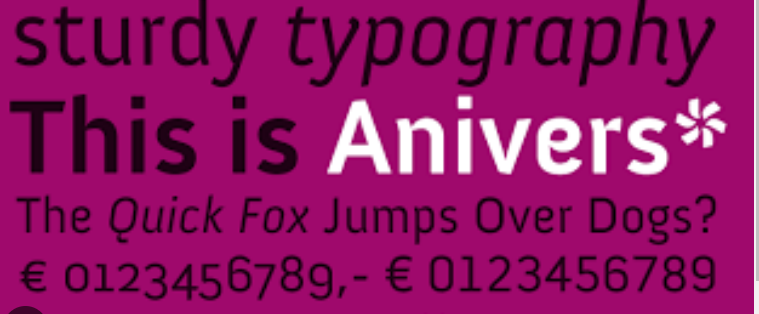 sturdy typography
This is Anivers*
The Quick Fox Jumps Over Dogs?
€ 0123456789,- € 0123456789